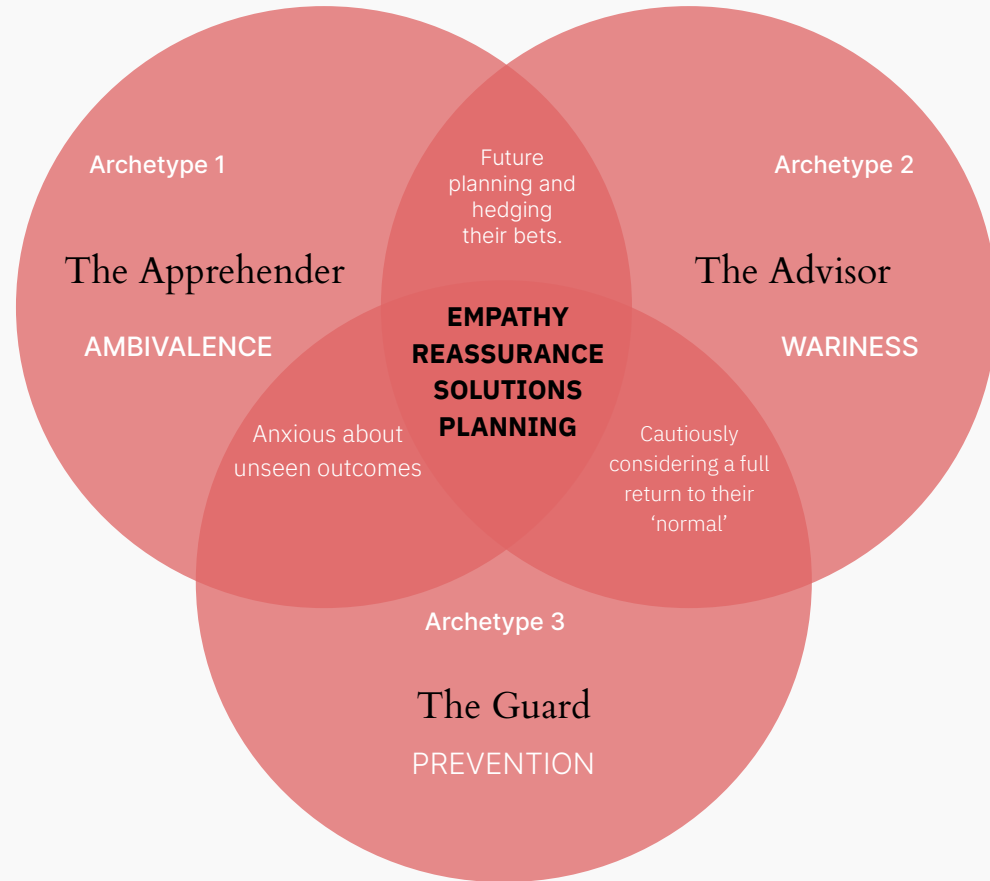 Archetype 1
The Apprehender
AMBIVALENCE
Future
planning and
hedging
their bets.
Archetype 2
The Advisor
WARINESS
EMPATHY
REASSURANCE
SOLUTIONS
PLANNING
Anxious about
unseen outcomes
Cautiously
considering a full
return to their
‘normal’
Archetype 3
The Guard
PREVENTION